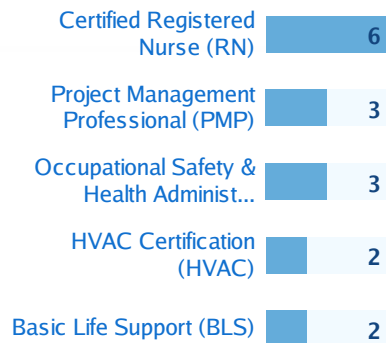 Certified Registered
Nurse (RN)
6
Project Management
Professional (PMP)
3
Occupational Safety &
Health Administ...
3
HVAC Certification
(HVAC)
2
Basic Life Support (BLS)
2